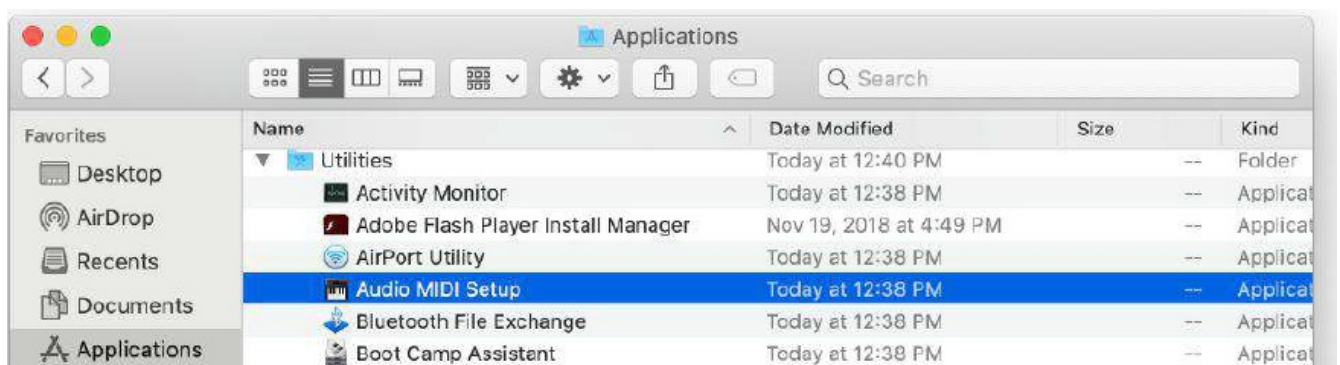 Applications
Search
Favorites
Desktop
AirDrop
Recents
Documents
Applications
Name Date Modified Size Kind
Utilities Today at 12:40 PM -- Folder
Activity Monitor Today at 12:38 PM -- Applicat
Adobe Flash Player Install Manager Nov 19, 2018 at 4:49 PM -- Applicat
AirPort Utility Today at 12:38 PM -- Applicat
Audio MIDI Setup Today at 12:38 PM -- Applicat
Bluetooth File Exchange Today at 12:38 PM -- Applicat
Boot Camp Assistant Today at 12:38 PM -- Applicat